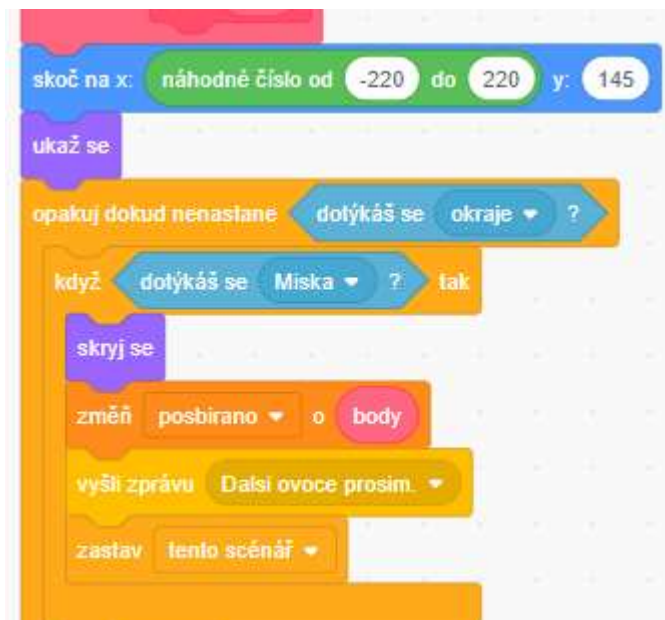 skoč na x: náhodné číslo od -220 do 220 y: 145
ukaž se
opakuj dokud nenastane dotýkáš se okraje ?
když dotýkáš se Miska ? tak
skryj se
změň posbirano o body
vyšli zprávu Dalsi ovoce prosim.
zastav tento scénář